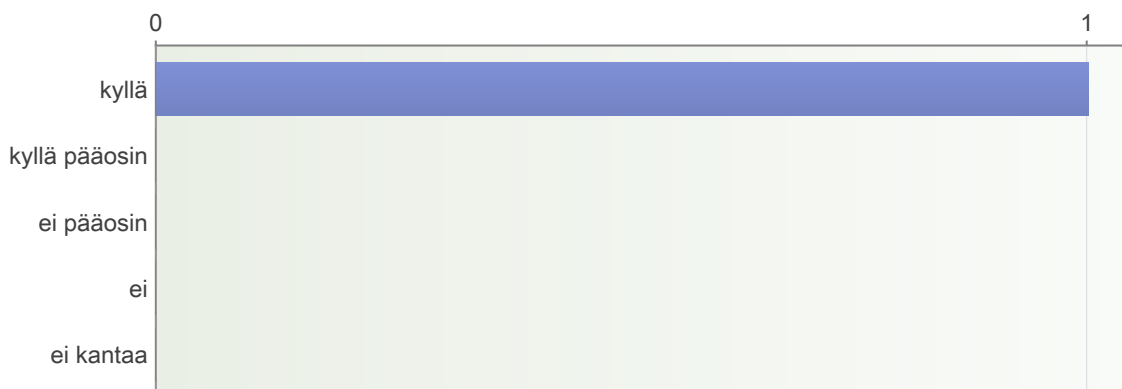 0 1
kyllä
kyllä pääosin
ei pääosin
ei
ei kantaa